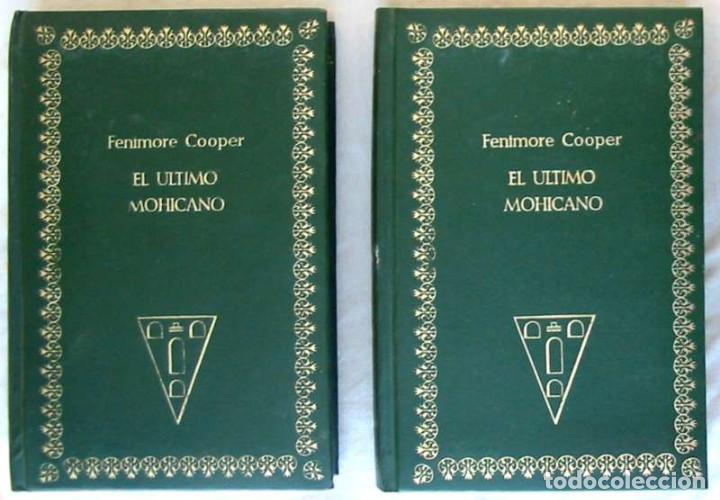 Fenimore Cooper
EL ULTIMO
MOHICANO
Fenimore Cooper
EL ULTIMO
MOHICANO
todocoleccion